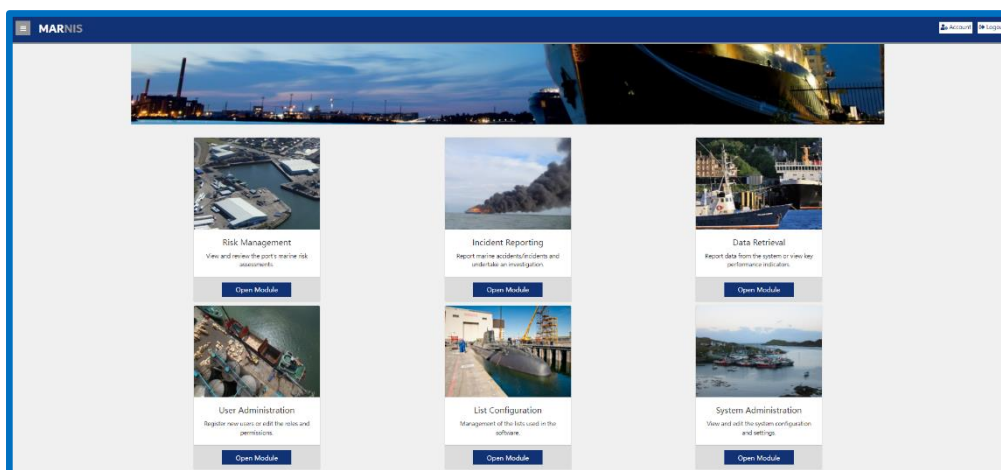 MARNIS
Account
Logout
Risk Management
View and review the port's marine risk
assessments.
Open Module
Incident Reporting
Report marine accidents/incidents and
undertake an investigation.
Open Module
Data Retrieval
Report data from the system or view key
performance indicators.
Open Module
User Administration
Register new users or edit the roles and
permissions.
Open Module
List Configuration
Management of the lists used in the
software.
Open Module
System Administration
View and edit the system configuration
and settings.
Open Module